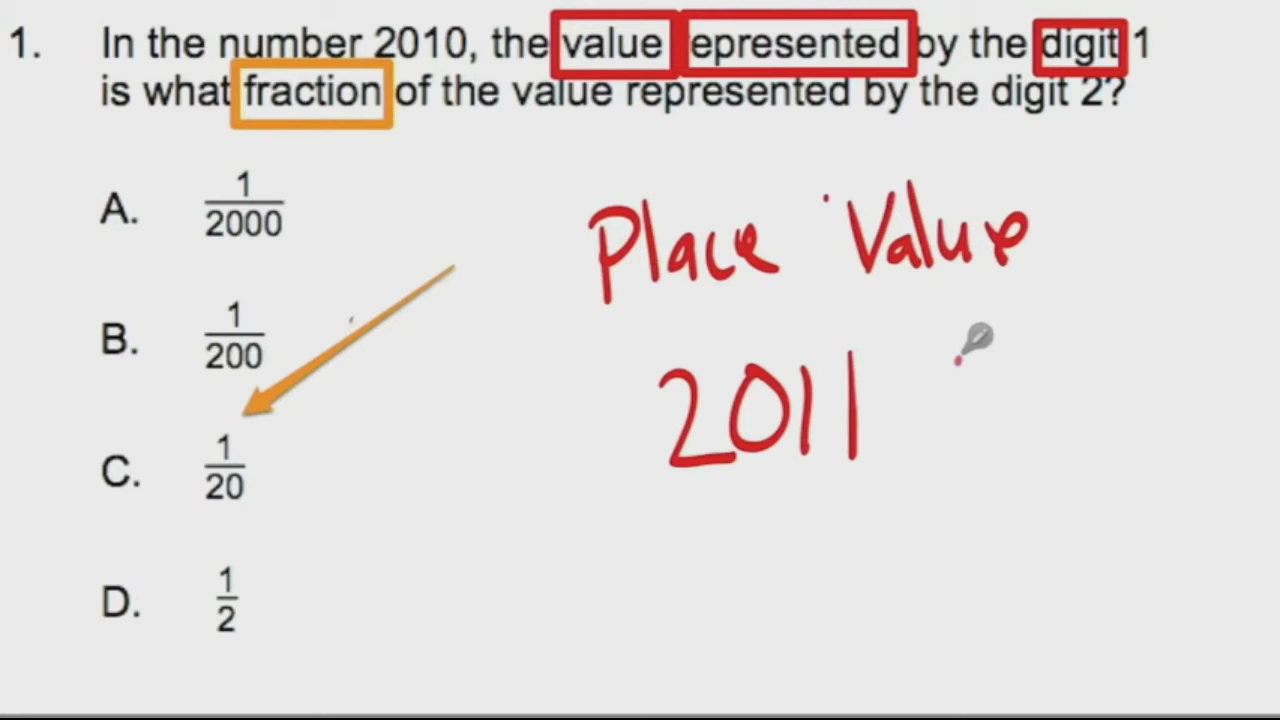 1. In the number 2010, the value represented by the digit 1
is what fraction of the value represented by the digit 2?
A. 1/2000
Place Value
B. 1/200
2011
C. 1/20
D. 1/2